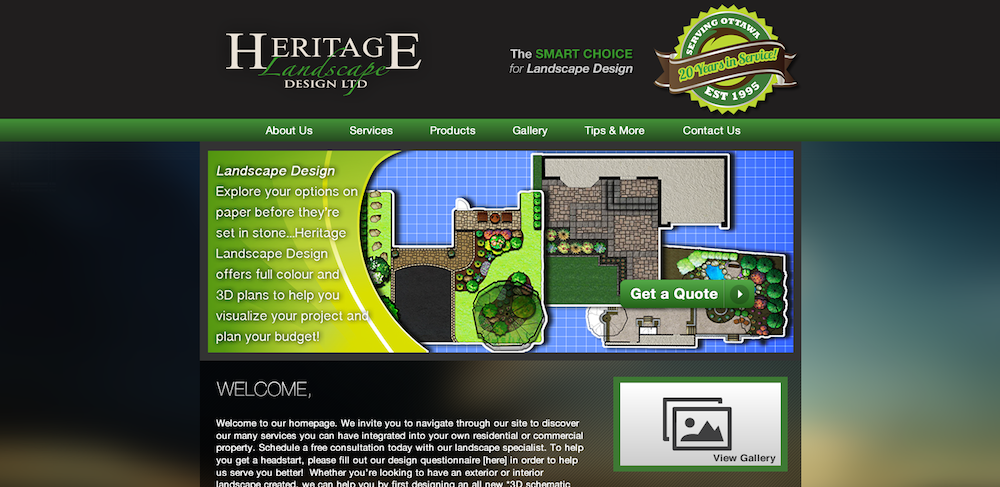 HERITAGE
Landscape
DESIGN LTD
The SMART CHOICE
for Landscape Design
SERVING OTTAWA
20 Years in Service!
EST 1995
About Us
Services
Products
Gallery
Tips & More
Contact Us
Landscape Design
Explore your options on
paper before they're
set in stone...Heritage
Landscape Design
offers full colour and
3D plans to help you
visualize your project and
plan your budget!
Get a Quote
WELCOME,
Welcome to our homepage. We invite you to navigate through our site to discover
our many services you can have integrated into your own residential or commercial
property. Schedule a free consultation today with our landscape specialist. To help
you get a headstart, please fill out our design questionnaire [here] in order to help
us serve you better! Whether you're looking to have an exterior or interior
landscape created, we can help you by first designing an all new "3D schematic
View Gallery